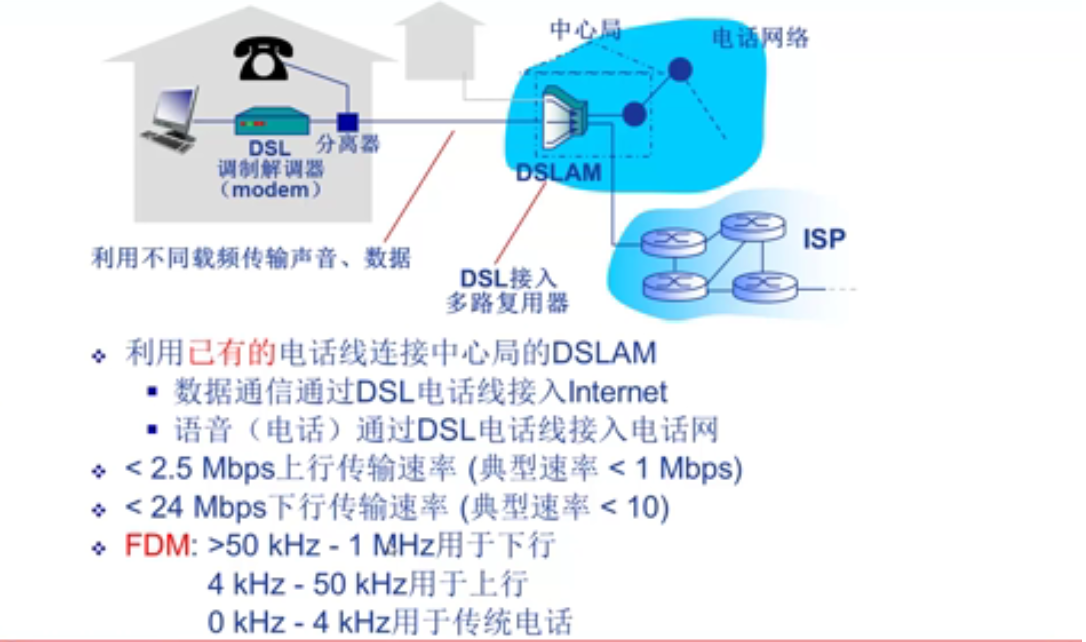 中心局
电话网络
DSL
调制解调器
（modem）
分离器
DSLAM
ISP
利用不同载频传输声音、数据
DSL接入
多路复用器
利用已有的电话线连接中心局的DSLAM
数据通信通过DSL电话线接入Internet
语音（电话）通过DSL电话线接入电话网
< 2.5 Mbps上行传输速率 (典型速率 < 1 Mbps)
< 24 Mbps下行传输速率 (典型速率 < 10)
FDM: >50 kHz - 1 MHz用于下行
4 kHz - 50 kHz用于上行
0 kHz - 4 kHz用于传统电话